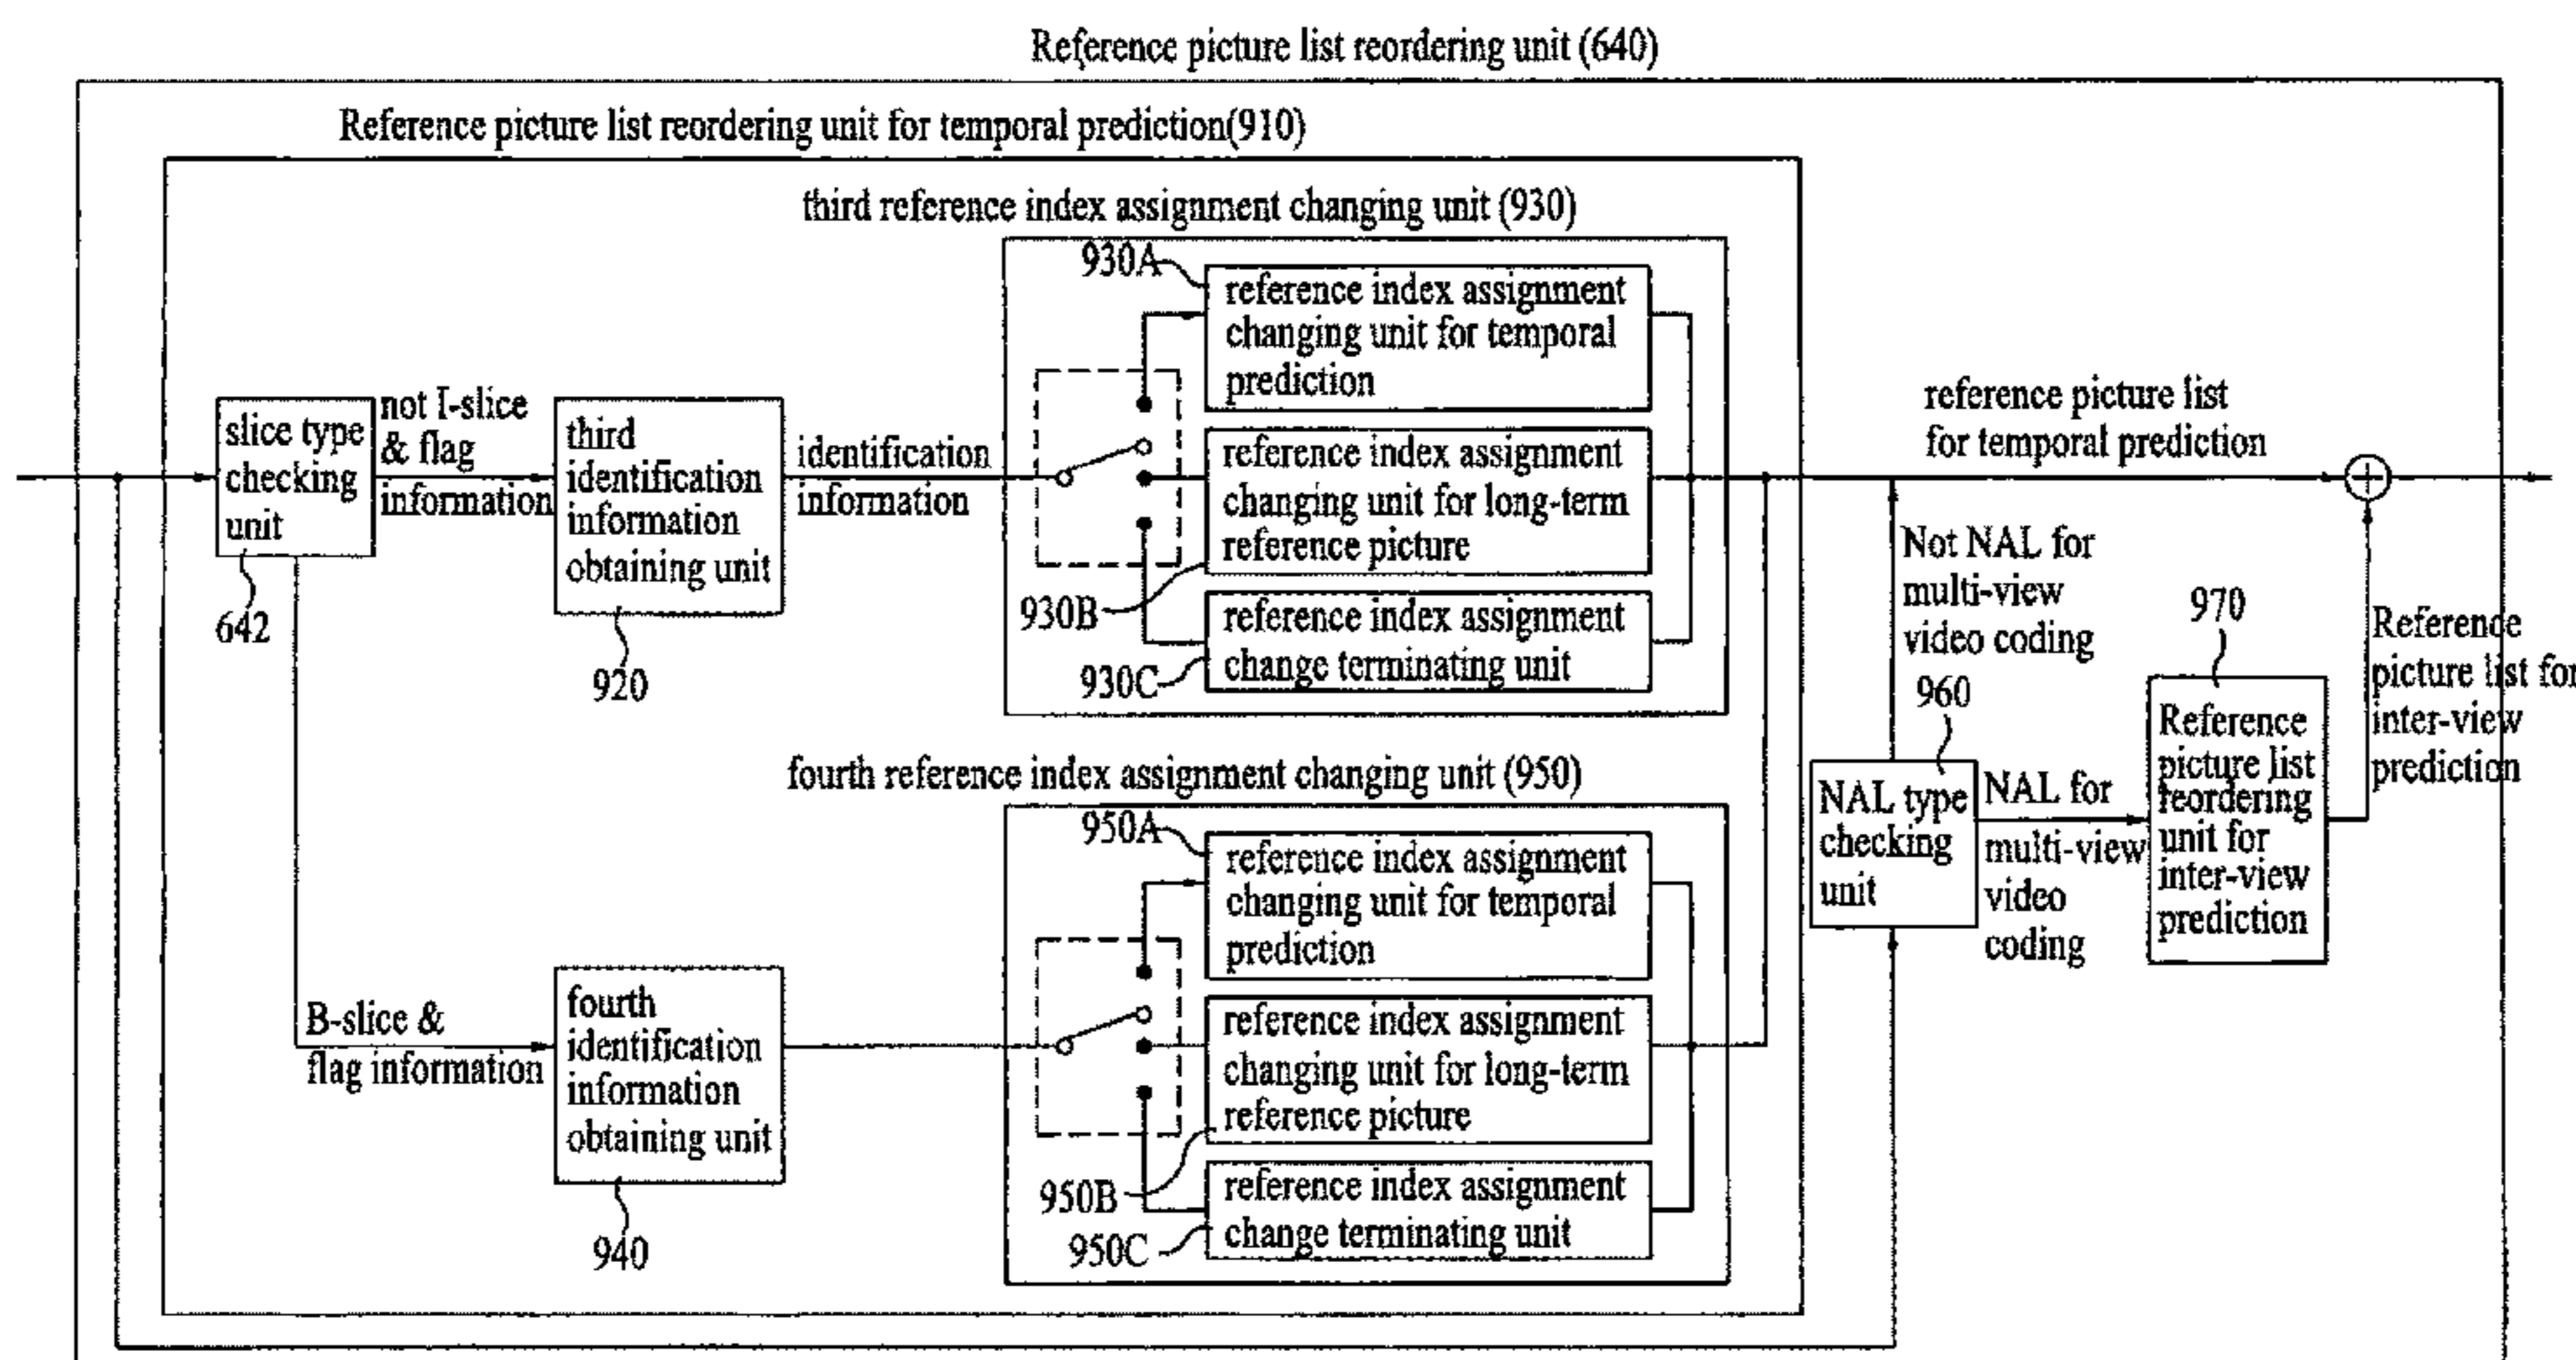 Reference picture list reordering unit (640)
Reference picture list reordering unit for temporal prediction(910)
third reference index assignment changing unit (930)
930A
reference index assignment
changing unit for temporal
prediction
slice type
checking
unit
642
not I-slice
& flag
information
third
identification
information
obtaining unit
920
identification
information
930B
reference index assignment
changing unit for long-term
reference picture
930C
reference index assignment
change terminating unit
reference picture list
for temporal prediction
Not NAL for
multi-view
video coding
960
NAL type
checking
unit
NAL for
multi-view
video
coding
970
Reference
picture list
reordering
unit for
inter-view
prediction
Reference
picture list for
inter-view
prediction
fourth reference index assignment changing unit (950)
950A
reference index assignment
changing unit for temporal
prediction
B-slice &
flag information
fourth
identification
information
obtaining unit
940
950B
reference index assignment
changing unit for long-term
reference picture
950C
reference index assignment
change terminating unit